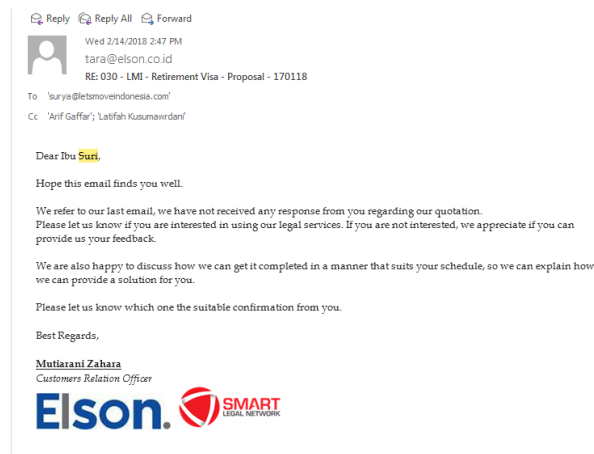 Reply Reply All Forward
Wed 2/14/2018 2:47 PM
tara@elson.co.id
RE: 030 - LMI - Retirement Visa - Proposal - 170118
To 'surya@letsmoveindonesia.com'
Cc 'Arif Gaffar'; 'Latifah Kusumawrdani'
Dear Ibu Suri,
Hope this email finds you well.
We refer to our last email, we have not received any response from you regarding our quotation.
Please let us know if you are interested in using our legal services. If you are not interested, we appreciate if you can
provide us your feedback.
We are also happy to discuss how we can get it completed in a manner that suits your schedule, so we can explain how
we can provide a solution for you.
Please let us know which one the suitable confirmation from you.
Best Regards,
Mutiarani Zahara
Customers Relation Officer
Elson. SMART
LEGAL NETWORK